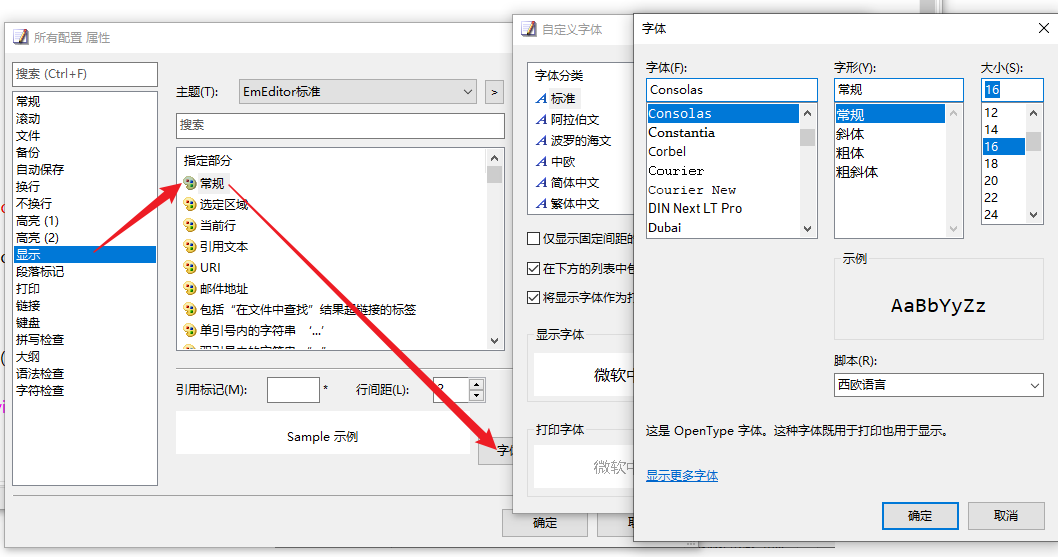 所有配置 属性
搜索 (Ctrl+F)
常规
滚动
文件
备份
自动保存
换行
不换行
高亮 (1)
高亮 (2)
显示
段落标记
打印
链接
键盘
拼写检查
大纲
语法检查
字符检查
主题(T):
EmEditor标准
>
搜索
指定部分
常规
选定区域
当前行
引用文本
URI
邮件地址
包括“在文件中查找”结果超链接的标签
单引号内的字符串 ‘...’
引用标记(M):
*
行间距(L):
2
Sample 示例
字体
确定
自定义字体
字体分类
标准
阿拉伯文
波罗的海文
中欧
简体中文
繁体中文
仅显示固定间距的
在下方的列表中包
将显示字体作为打
显示字体
微软
打印字体
微软
字体
字体(F):
Consolas
Consolas
Constantia
Corbel
Courier
Courier New
DIN Next LT Pro
Dubai
字形(Y):
常规
常规
斜体
粗体
粗斜体
大小(S):
16
12
14
16
18
20
22
24
示例
AaBbYyZz
脚本(R):
西欧语言
这是 OpenType 字体。这种字体既用于打印也用于显示。
显示更多字体
确定
取消